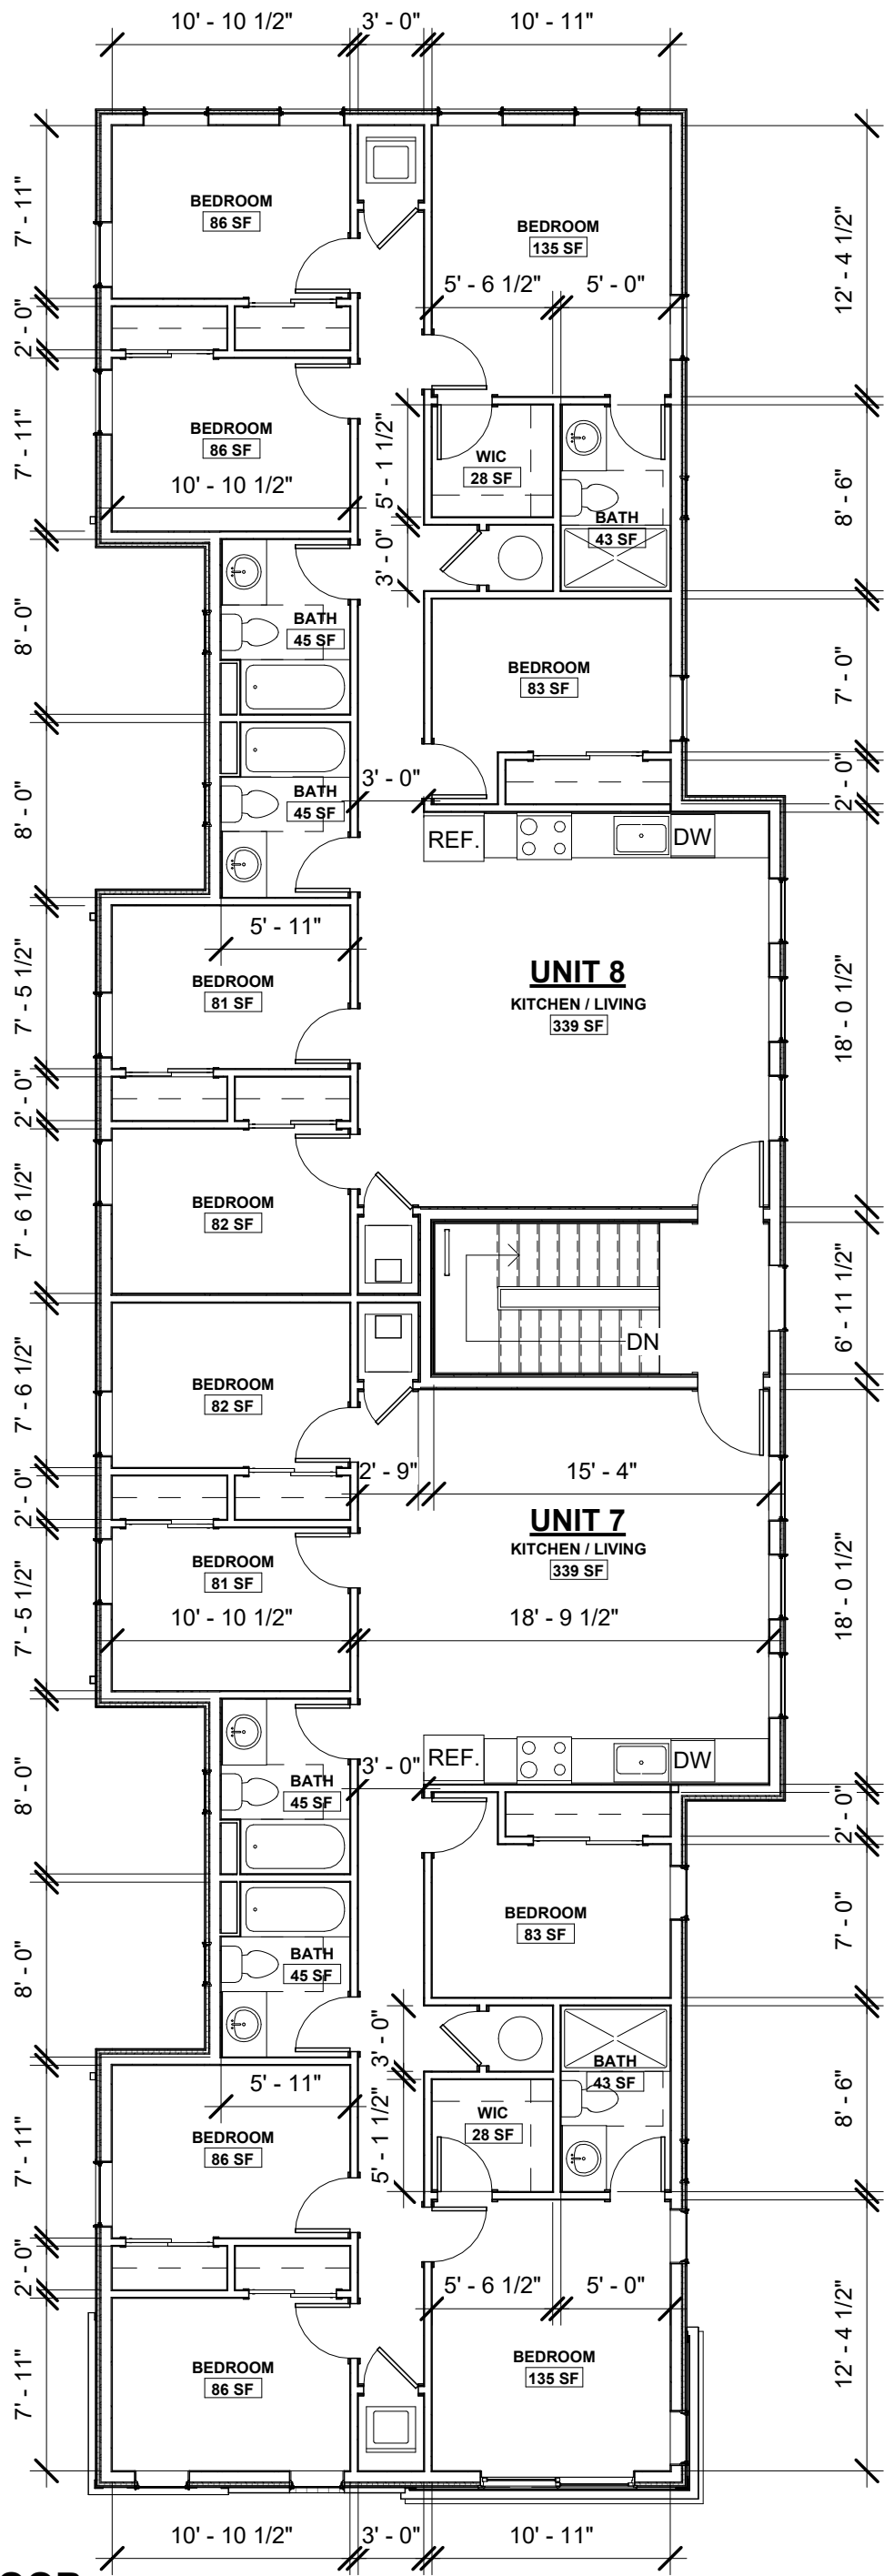 10' - 10 1/2" 3' - 0" 10' - 11"
7' - 11"
BEDROOM
86 SF
BEDROOM
135 SF
12' - 4 1/2"
5' - 6 1/2" 5' - 0"
2' - 0"
7' - 11"
BEDROOM
86 SF
10' - 10 1/2"
5' - 1 1/2"
WIC
28 SF
8' - 6"
BATH
43 SF
3' - 0"
8' - 0"
BATH
45 SF
BEDROOM
83 SF
7' - 0"
8' - 0"
3' - 0"
BATH
45 SF
2' - 0"
REF. DW
5' - 11"
7' - 5 1/2"
BEDROOM
81 SF
UNIT 8
KITCHEN / LIVING
339 SF
18' - 0 1/2"
2' - 0"
7' - 6 1/2"
BEDROOM
82 SF
6' - 11 1/2"
DN
7' - 6 1/2"
BEDROOM
82 SF
2' - 9" 15' - 4"
2' - 0"
UNIT 7
KITCHEN / LIVING
339 SF
7' - 5 1/2"
BEDROOM
81 SF
18' - 0 1/2"
10' - 10 1/2" 18' - 9 1/2"
8' - 0"
3' - 0"
REF. DW
BATH
45 SF
2' - 0"
8' - 0"
BEDROOM
83 SF
7' - 0"
BATH
45 SF
3' - 0"
BATH
43 SF
8' - 6"
5' - 11"
5' - 1 1/2"
WIC
28 SF
7' - 11"
BEDROOM
86 SF
2' - 0"
5' - 6 1/2" 5' - 0"
7' - 11"
BEDROOM
86 SF
BEDROOM
135 SF
12' - 4 1/2"
10' - 10 1/2" 3' - 0" 10' - 11"